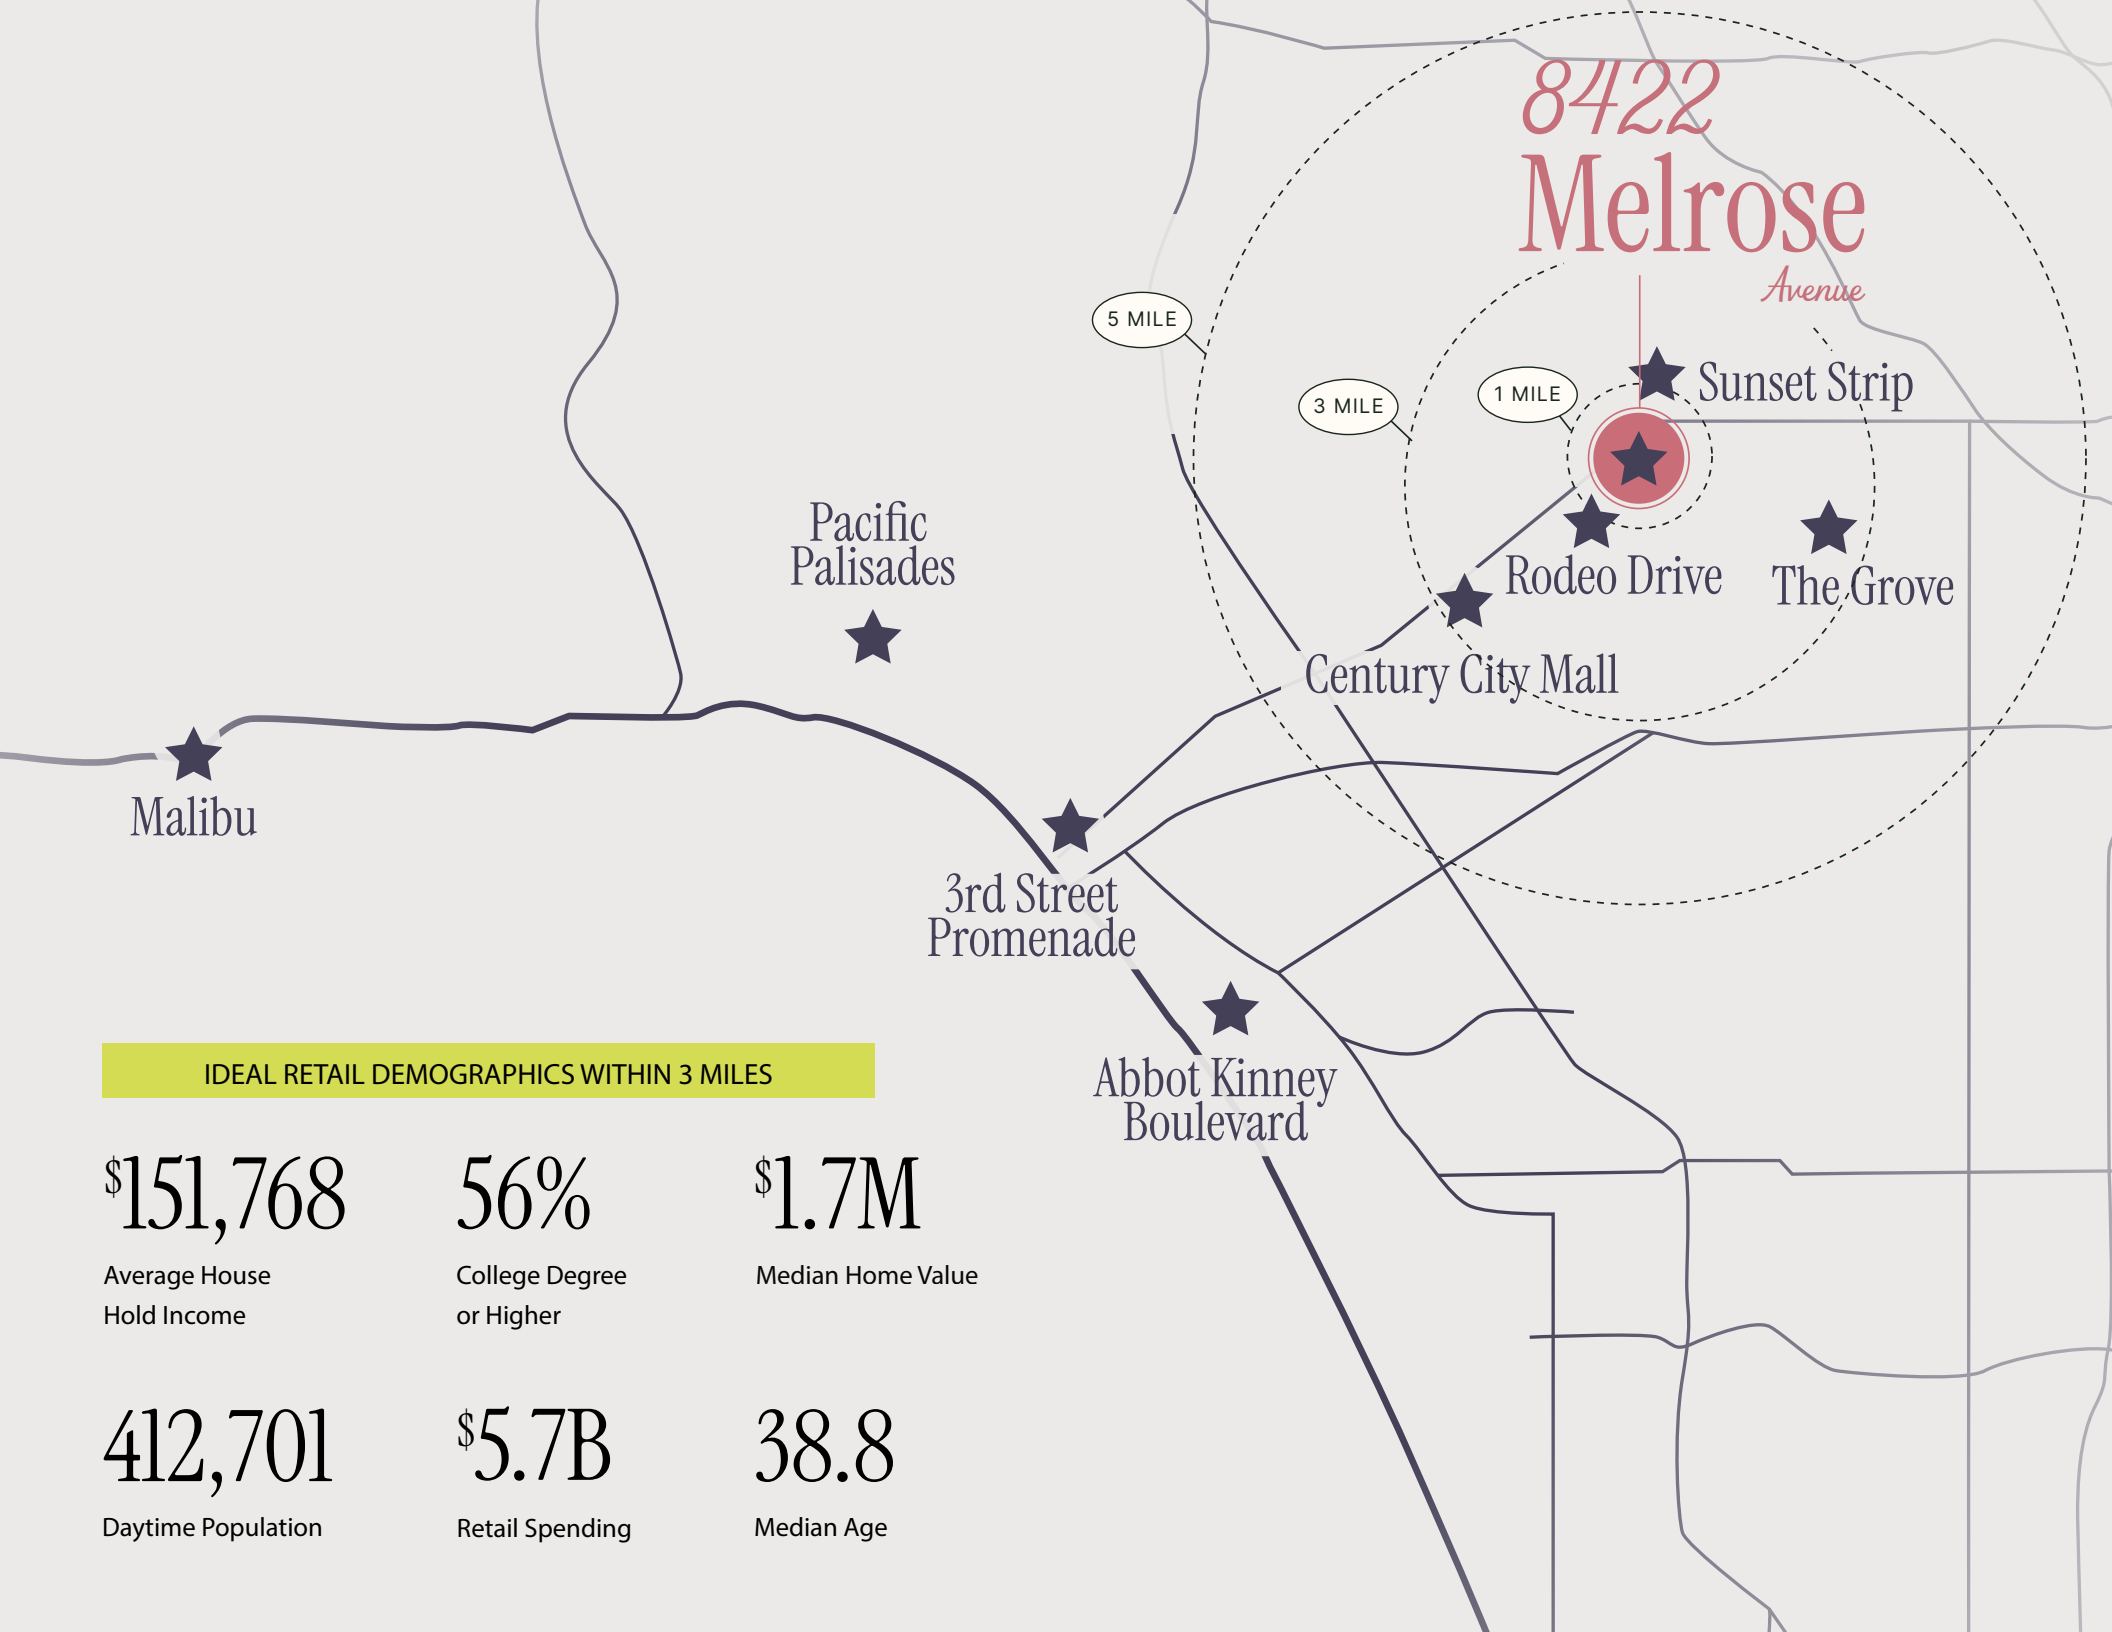 8422
Melrose
Avenue
5 MILE
3 MILE
1 MILE
Sunset Strip
Rodeo Drive
The Grove
Century City Mall
Pacific
Palisades
Malibu
3rd Street
Promenade
Abbot Kinney
Boulevard
IDEAL RETAIL DEMOGRAPHICS WITHIN 3 MILES
$151,768
Average House
Hold Income
56%
College Degree
or Higher
$1.7M
Median Home Value
412,701
Daytime Population
$5.7B
Retail Spending
38.8
Median Age